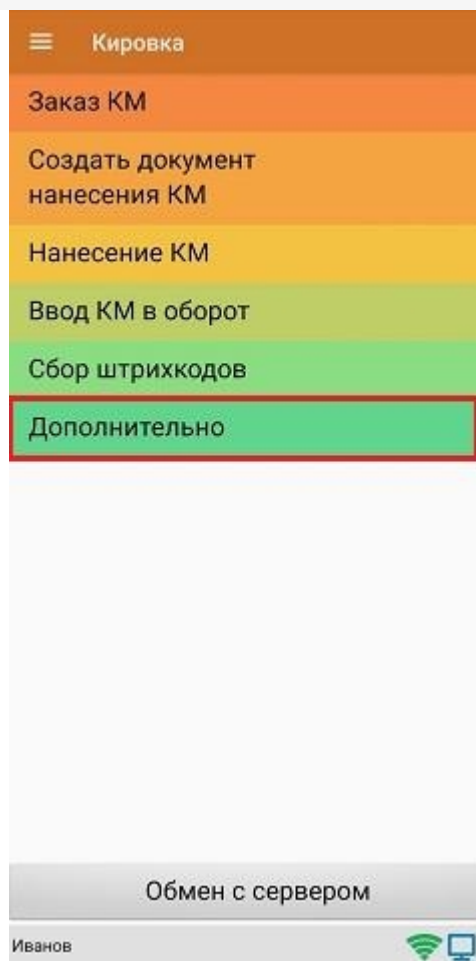 Кировка
Заказ КМ
Создать документ
нанесения КМ
Нанесение КМ
Ввод КМ в оборот
Сбор штрихкодов
Дополнительно
Обмен с сервером
Иванов